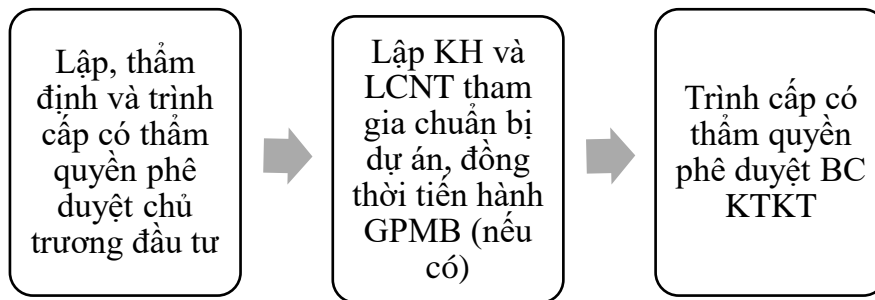 Lập, thẩm
định và trình
cấp có thẩm
quyền phê
duyệt chủ
trương đầu tư
Lập KH và
LCNT tham
gia chuẩn bị
dự án, đồng
thời tiến hành
GPMB (nếu
có)
Trình cấp có
thẩm quyền
phê duyệt BC
KTKT